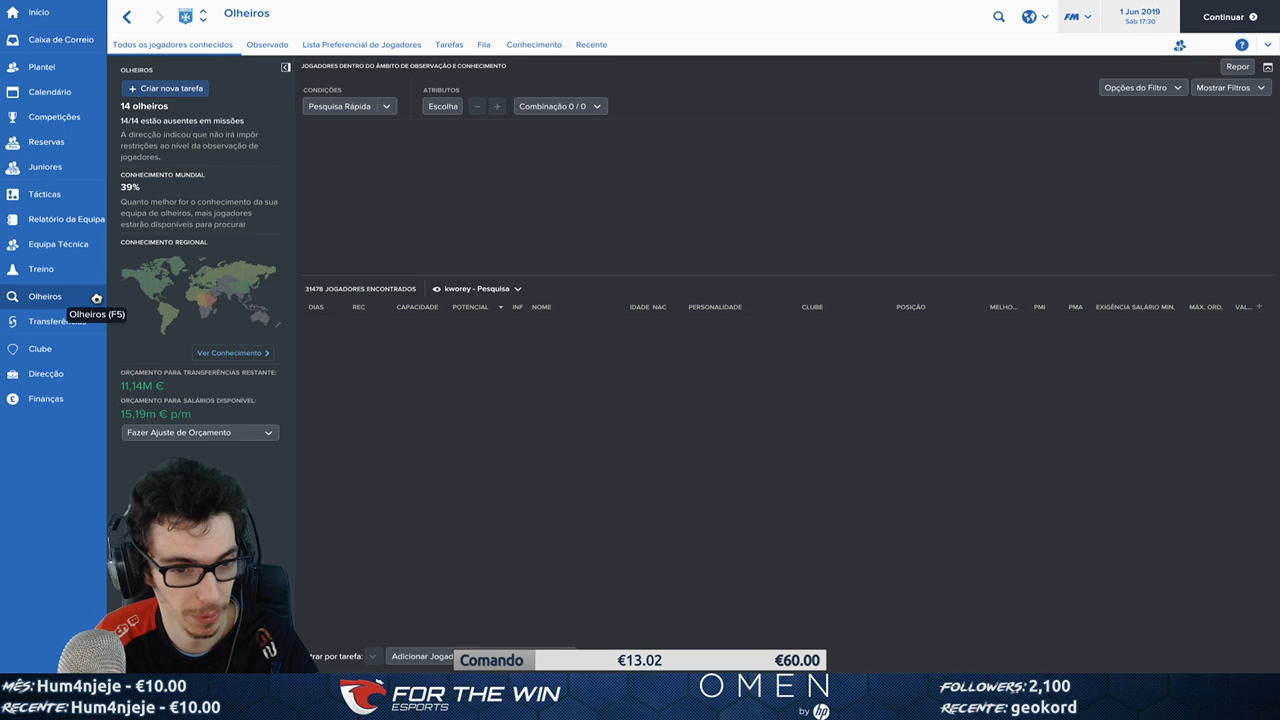 Início
Caixa de Correio
Plantel
Calendário
Competições
Reservas
Juniores
Tácticas
Relatório da Equipa
Equipa Técnica
Treino
Olheiros
Olheiros (F5)
Clube
Direcção
Finanças
Olheiros
FM
1 Jun 2019
Sáb 17:30
Continuar
Todos os jogadores conhecidos
Observado
Lista Preferencial de Jogadores
Tarefas
Fila
Conhecimento
Recente
OLHEIROS
+ Criar nova tarefa
14 olheiros
14/14 estão ausentes em missões
A direcção indicou que não irá impôr
restrições ao nível da observação de
jogadores.
CONHECIMENTO MUNDIAL
39%
Quanto melhor for o conhecimento da sua
equipa de olheiros, mais jogadores
estarão disponíveis para procurar
CONHECIMENTO REGIONAL
Ver Conhecimento
ORÇAMENTO PARA TRANSFERÊNCIAS RESTANTE:
11,14M €
ORÇAMENTO PARA SALÁRIOS DISPONÍVEL:
15,19m € p/m
Fazer Ajuste de Orçamento
JOGADORES DENTRO DO ÂMBITO DE OBSERVAÇÃO E CONHECIMENTO
Repor
CONDIÇÕES
Pesquisa Rápida
ATRIBUTOS
Escolha
Combinação 0 / 0
Opções do Filtro
Mostrar Filtros
31478 JOGADORES ENCONTRADOS
kworey - Pesquisa
DIAS REC CAPACIDADE POTENCIAL INF NOME IDADE NAC PERSONALIDADE CLUBE POSIÇÃO MELHO... PMI PMA EXIGÊNCIA SALÁRIO MIN. MÁX. ORD. VAL... +
por tarefa:
Adicionar
Comando €13.02 €60.00
MÊS: Hum4njeje - €10.00
RECENTE: Hum4njeje - €10.00
FOR THE WIN
ESPORTS
OMEN
by hp
FOLLOWERS: 2,100
RECENTE: geokord